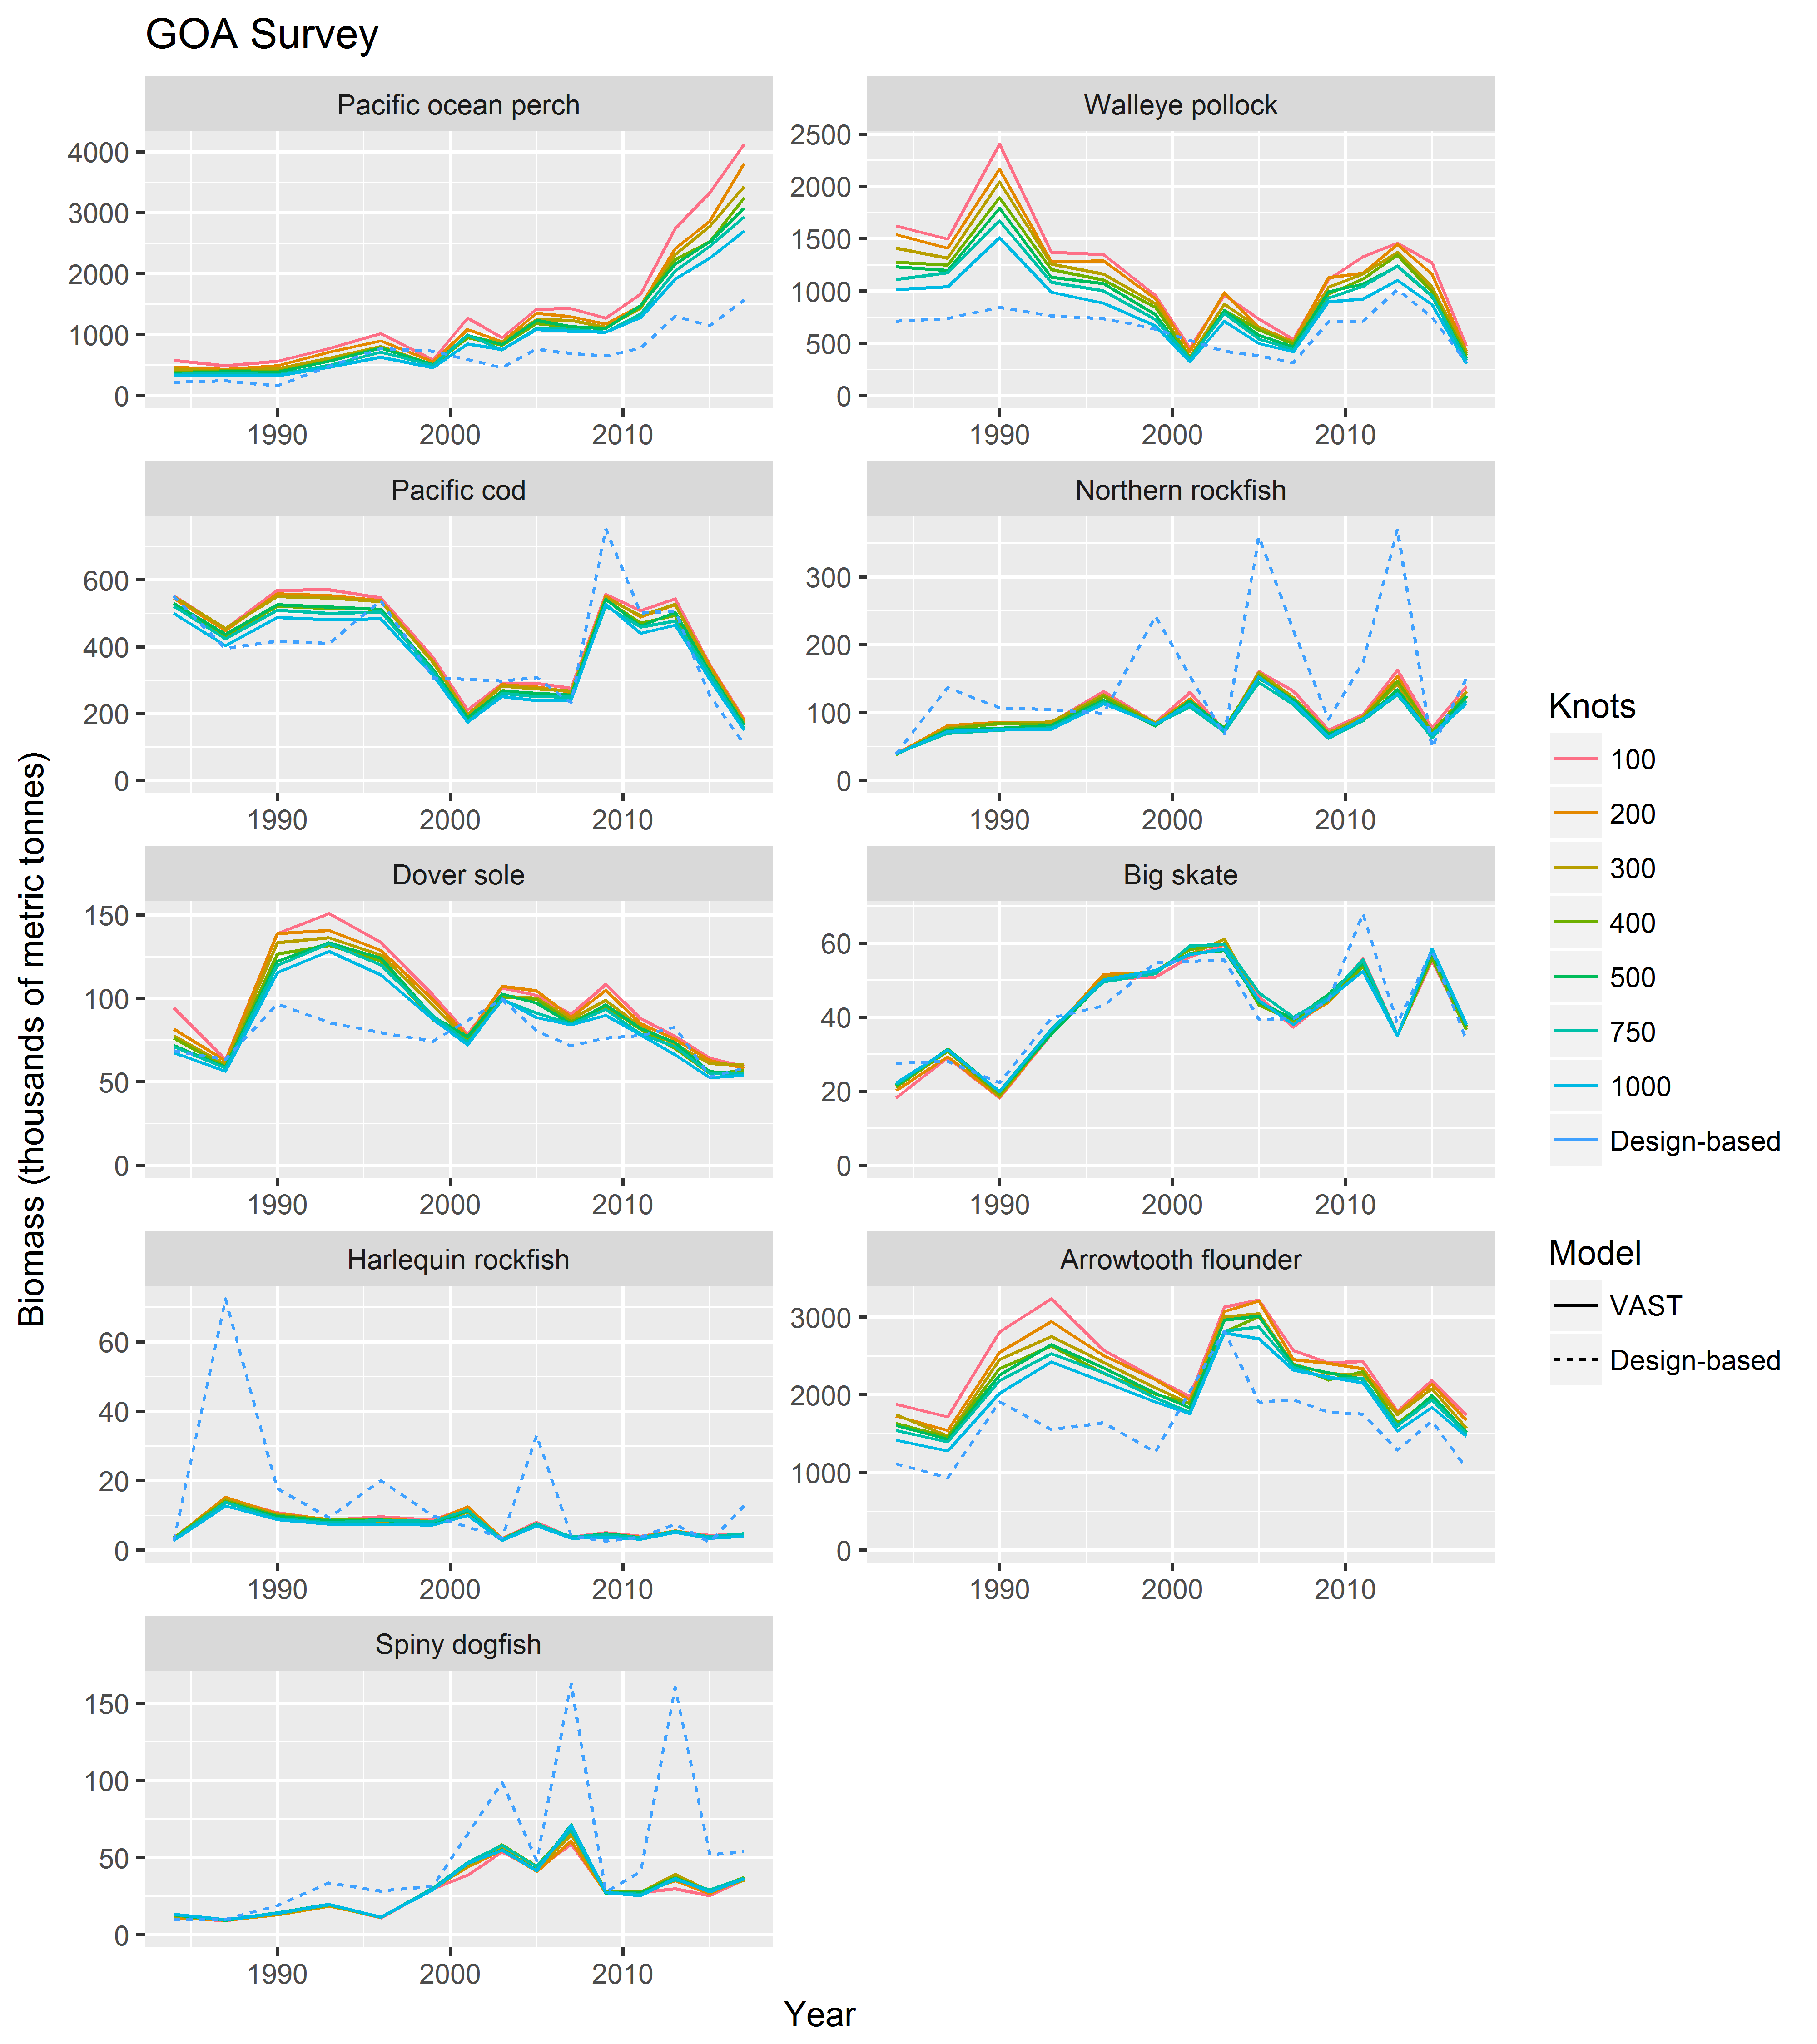 GOA Survey
Pacific ocean perch
Walleye pollock
4000
3000
2000
1000
0
2500
2000
1500
1000
500
0
1990 2000 2010
1990 2000 2010
Pacific cod
Northern rockfish
600
400
200
0
300
200
100
0
1990 2000 2010
1990 2000 2010
Dover sole
Big skate
150
100
50
0
60
40
20
0
1990 2000 2010
1990 2000 2010
Harlequin rockfish
Arrowtooth flounder
60
40
20
0
3000
2000
1000
0
1990 2000 2010
1990 2000 2010
Spiny dogfish
150
100
50
0
1990 2000 2010
Year
Biomass (thousands of metric tonnes)
Knots
100
200
300
400
500
750
1000
Design-based
Model
VAST
Design-based